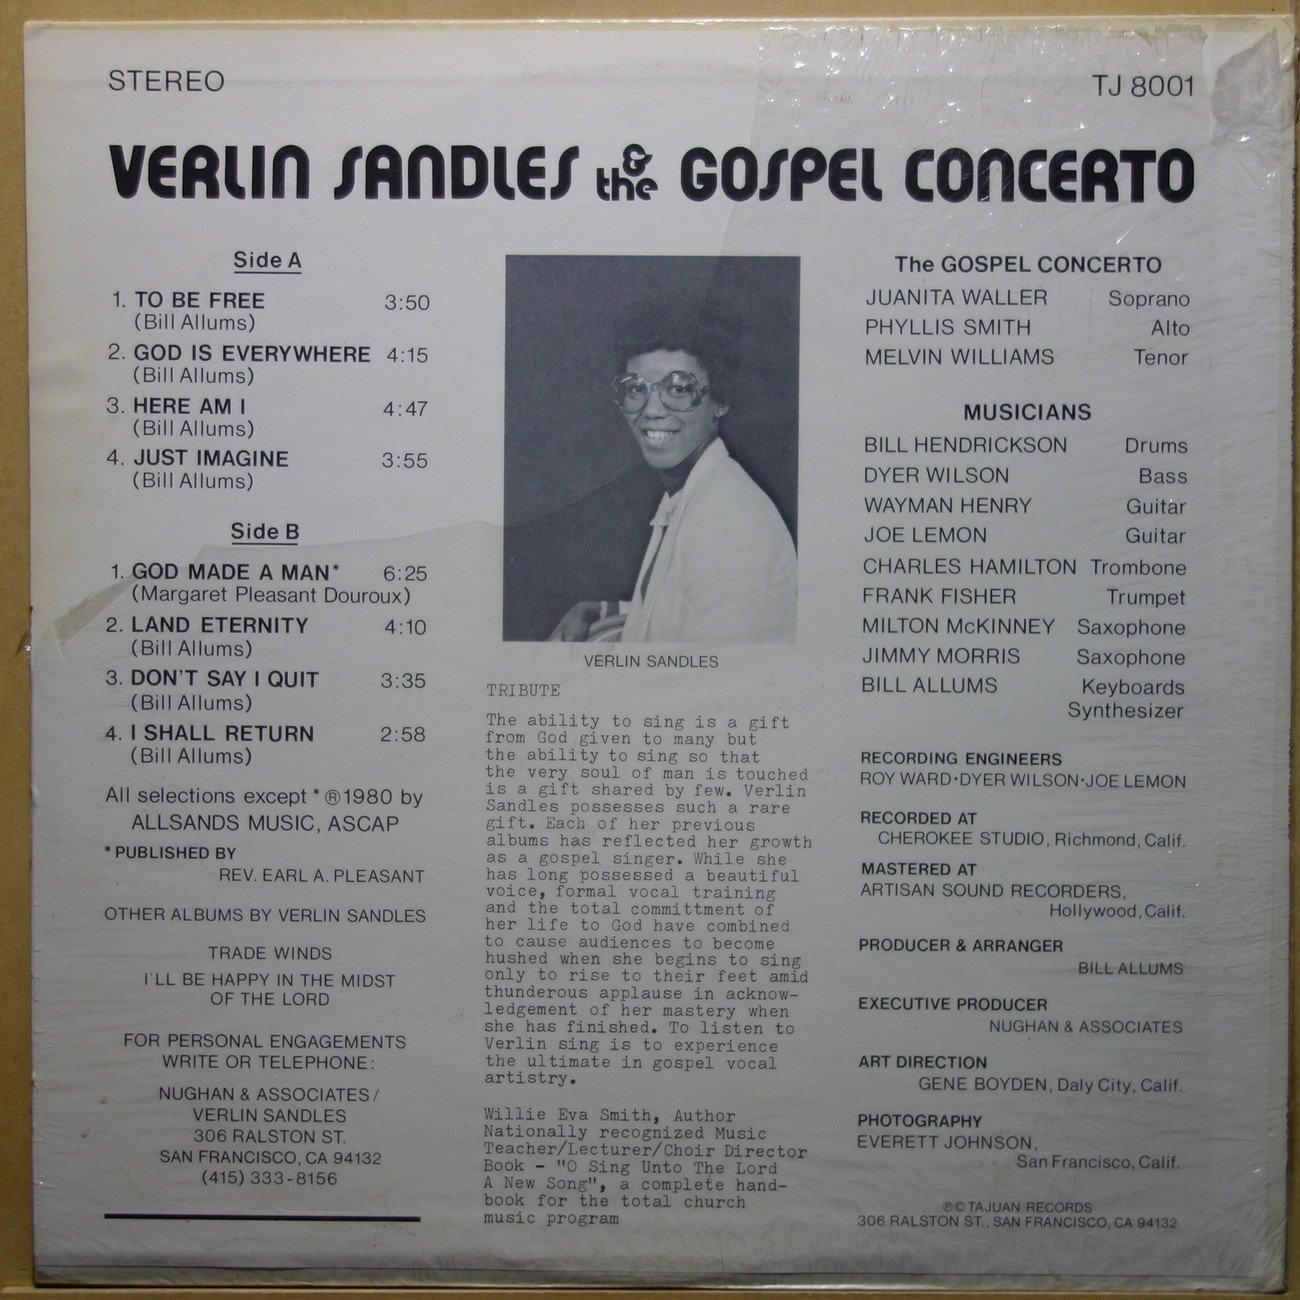 STEREO
TJ 8001
VERLIN SANDLES & the GOSPEL CONCERTO
Side A
1. TO BE FREE 3:50
(Bill Allums)
2. GOD IS EVERYWHERE 4:15
(Bill Allums)
3. HERE AM I 4:47
(Bill Allums)
4. JUST IMAGINE 3:55
(Bill Allums)
Side B
1. GOD MADE A MAN* 6:25
(Margaret Pleasant Douroux)
2. LAND ETERNITY 4:10
(Bill Allums)
3. DON'T SAY I QUIT 3:35
(Bill Allums)
4. I SHALL RETURN 2:58
(Bill Allums)
All selections except * ®1980 by
ALLSANDS MUSIC, ASCAP
*PUBLISHED BY
REV. EARL A. PLEASANT
OTHER ALBUMS BY VERLIN SANDLES
TRADE WINDS
I'LL BE HAPPY IN THE MIDST
OF THE LORD
FOR PERSONAL ENGAGEMENTS
WRITE OR TELEPHONE:
NUGHAN & ASSOCIATES/
VERLIN SANDLES
306 RALSTON ST.
SAN FRANCISCO, CA 94132
(415) 333-8156
VERLIN SANDLES
TRIBUTE
The ability to sing is a gift
from God given to many but
the ability to sing so that
the very soul of man is touched
is a gift shared by few. Verlin
Sandles possesses such a rare
gift. Each of her previous
albums has reflected her growth
as a gospel singer. While she
has long possessed a beautiful
voice, formal vocal training
and the total committment of
her life to God have combined
to cause audiences to become
hushed when she begins to sing
only to rise to their feet amid
thunderous applause in acknow-
ledgement of her mastery when
she has finished. To listen to
Verlin sing is to experience
the ultimate in gospel vocal
artistry.
Willie Eva Smith, Author
Nationally recognized Music
Teacher/Lecturer/Choir Director
Book - "O Sing Unto The Lord
A New Song", a complete hand-
book for the total church
music program
The GOSPEL CONCERTO
JUANITA WALLER Soprano
PHYLLIS SMITH Alto
MELVIN WILLIAMS Tenor
MUSICIANS
BILL HENDRICKSON Drums
DYER WILSON Bass
WAYMAN HENRY Guitar
JOE LEMON Guitar
CHARLES HAMILTON Trombone
FRANK FISHER Trumpet
MILTON McKINNEY Saxophone
JIMMY MORRIS Saxophone
BILL ALLUMS Keyboards
Synthesizer
RECORDING ENGINEERS
ROY WARD•DYER WILSON•JOE LEMON
RECORDED AT
CHEROKEE STUDIO, Richmond, Calif.
MASTERED AT
ARTISAN SOUND RECORDERS,
Hollywood, Calif.
PRODUCER & ARRANGER
BILL ALLUMS
EXECUTIVE PRODUCER
NUGHAN & ASSOCIATES
ART DIRECTION
GENE BOYDEN, Daly City, Calif.
PHOTOGRAPHY
EVERETT JOHNSON,
San Francisco, Calif.
℗© TAJUAN RECORDS
306 RALSTON ST., SAN FRANCISCO, CA 94132